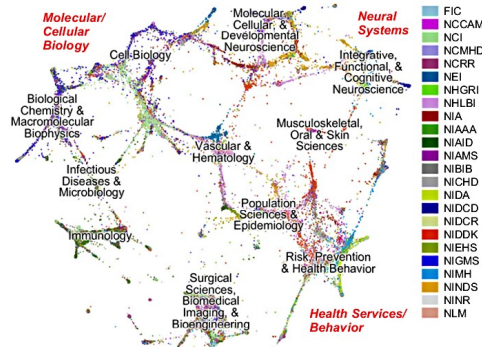 Molecular/
Cellular
Biology
Molecular,
Cellular, &
Developmental
Neuroscience
Neural
Systems
Cell Biology
Integrative,
Functional, &
Cognitive
Neuroscience
Biological
Chemistry &
Macromolecular
Biophysics
Musculoskeletal,
Oral & Skin
Sciences
Vascular &
Hematology
Infectious
Diseases &
Microbiology
Population
Sciences &
Epidemiology
Immunology
Risk, Prevention
& Health Behavior
Surgical
Sciences,
Biomedical
Imaging, &
Bioengineering
Health Services/
Behavior
FIC
NCCAM
NCI
NCMHD
NCRR
NEI
NHGRI
NHLBI
NIA
NIAAA
NIAID
NIAMS
NIBIB
NICHD
NIDA
NIDCD
NIDCR
NIDDK
NIEHS
NIGMS
NIMH
NINDS
NINR
NLM